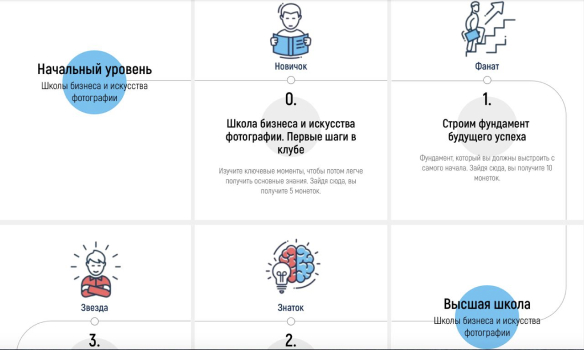 Начальный уровень
Школы бизнеса и искусства
фотографии
Новичок
0.
Школа бизнеса и искусства
фотографии. Первые шаги в
клубе
Изучите ключевые моменты, чтобы потом легче
получить основные знания. Зайдя сюда, вы
получите 5 монеток.
Фанат
1.
Строим фундамент
будущего успеха
Фундамент, который вы должны выстроить с
самого начала. Зайдя сюда, вы получите 10
монеток.
Звезда
3.
Знаток
2.
Высшая школа
Школы бизнеса и искусства
фотографии